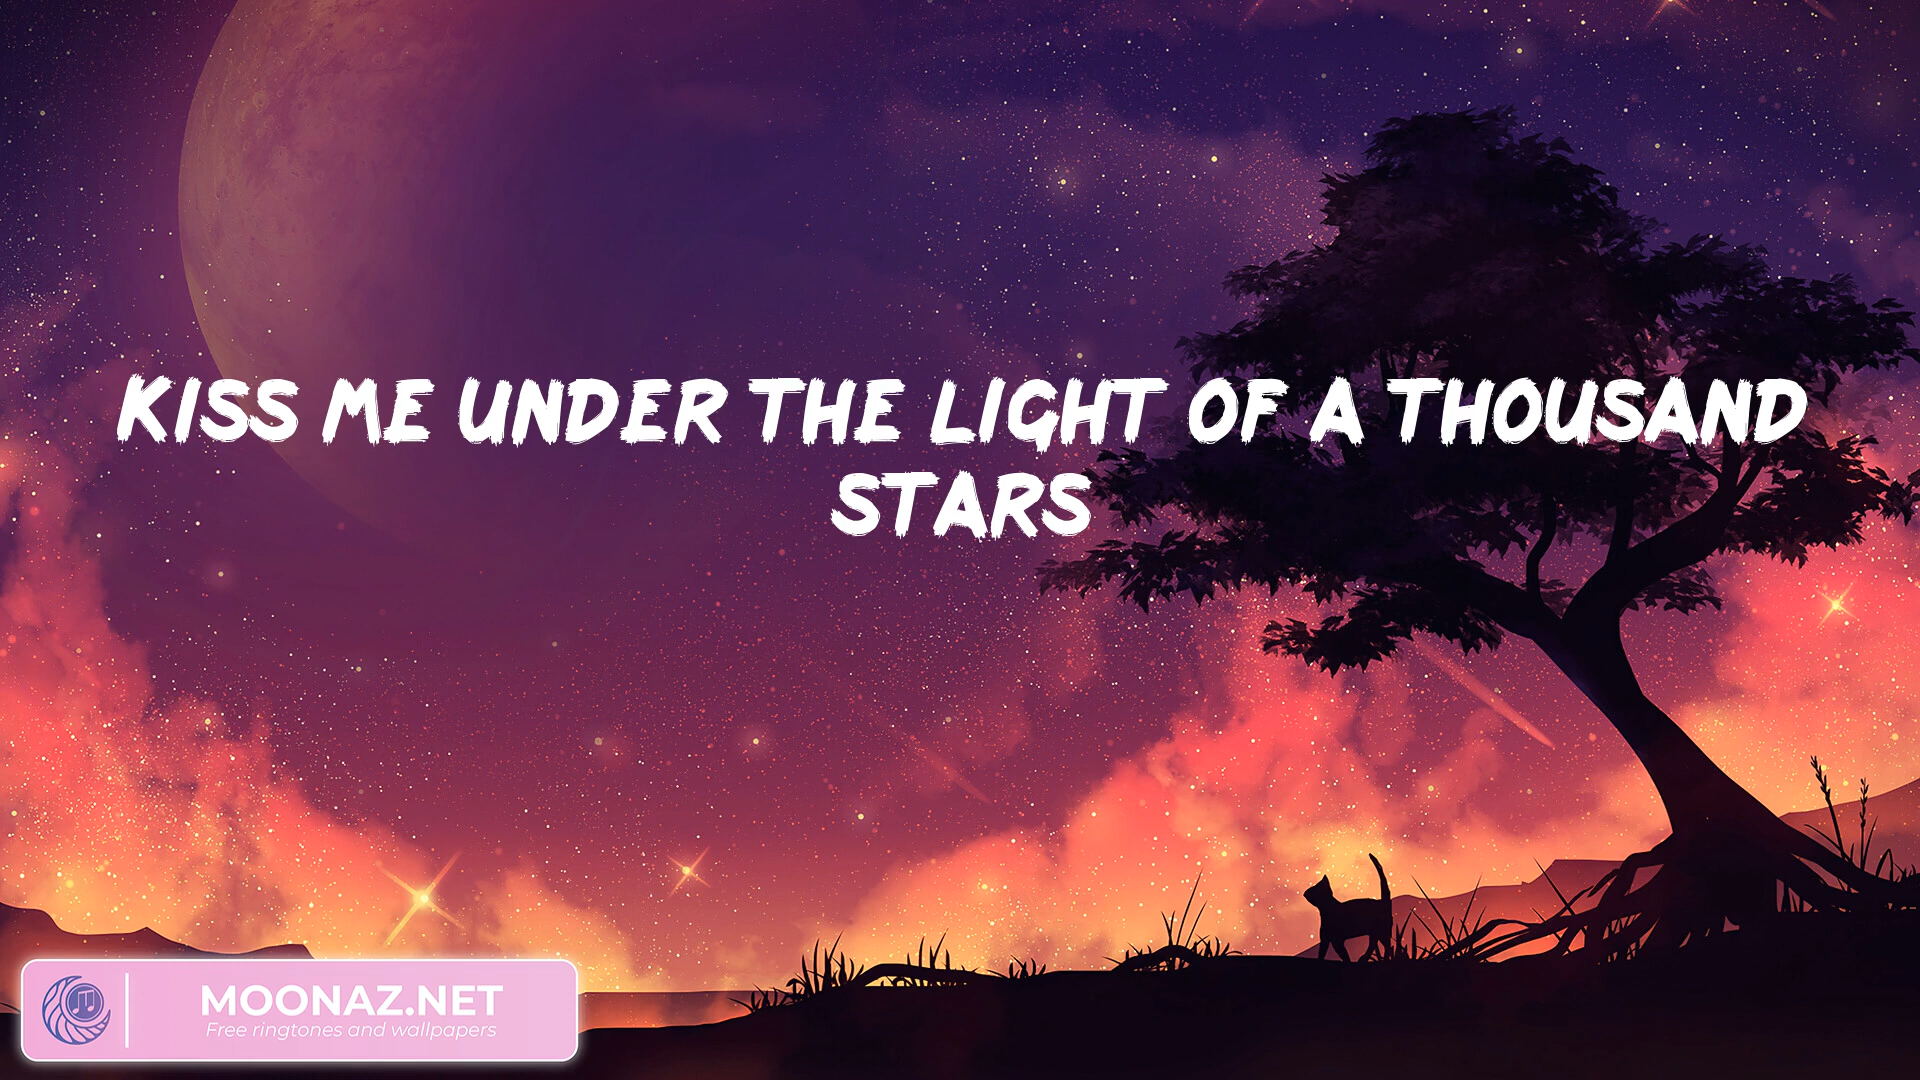 KISS ME UNDER THE LIGHT OF A THOUSAND
STARS
MOONAZ.NET
Free ringtones and wallpapers